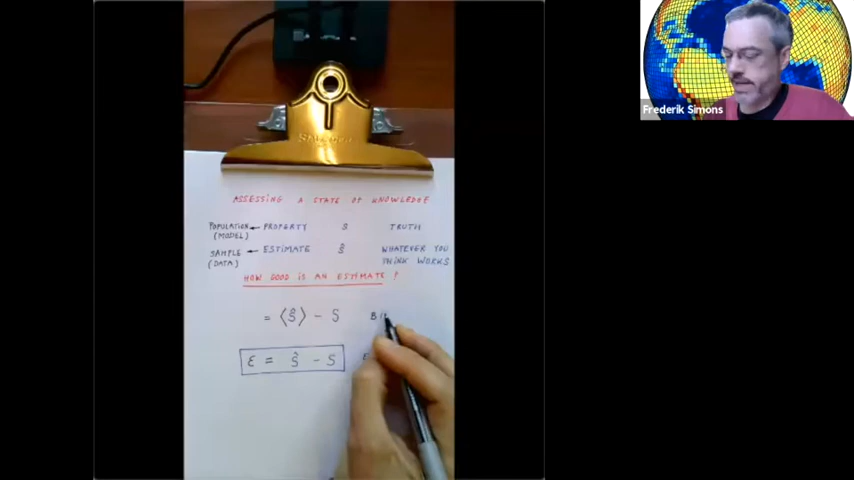 ASSESSING A STATE OF KNOWLEDGE
POPULATION ← PROPERTY S TRUTH
(MODEL)
SAMPLE ← ESTIMATE ŝ WHATEVER YOU
(DATA) THINK WORKS
HOW GOOD IS AN ESTIMATE ?
= ⟨ŝ⟩ - S BI
ε = ŝ - S E
Frederik Simons